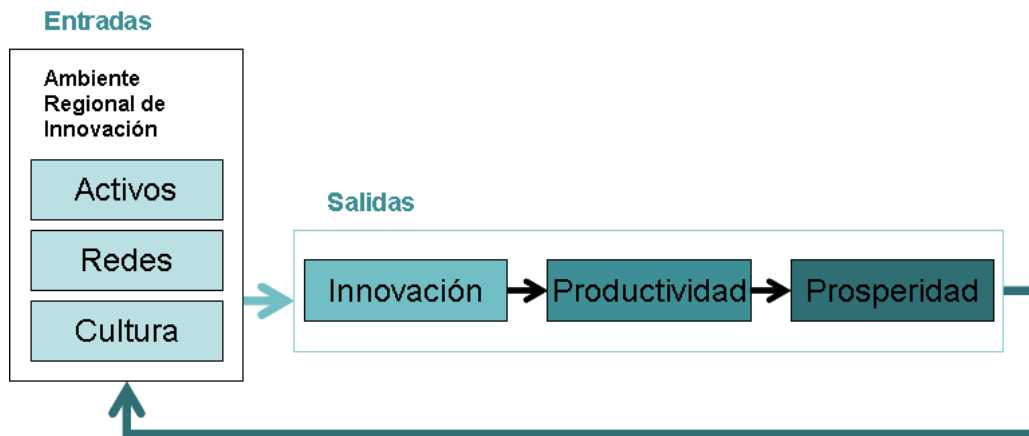 Entradas
Ambiente
Regional de
Innovación
Activos
Redes
Cultura
Salidas
Innovación
Productividad
Prosperidad